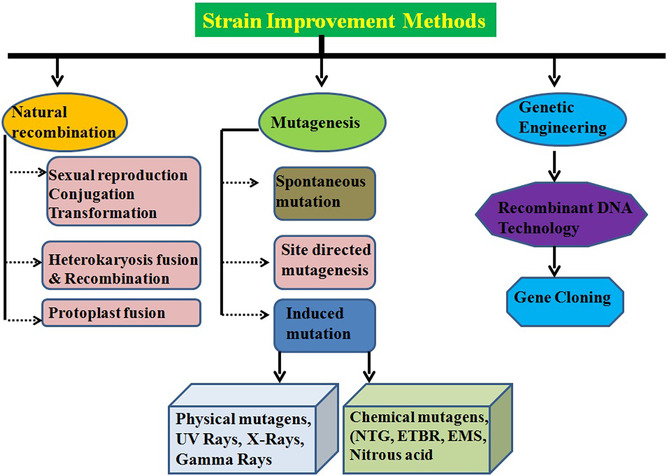 Strain Improvement Methods
Natural
recombination
Sexual reproduction
Conjugation
Transformation
Heterokaryosis fusion
& Recombination
Protoplast fusion
Mutagenesis
Spontaneous
mutation
Site directed
mutagenesis
Induced
mutation
Physical mutagens,
UV Rays, X-Rays,
Gamma Rays
Chemical mutagens,
(NTG, ETBR, EMS,
Nitrous acid
Genetic
Engineering
Recombinant DNA
Technology
Gene Cloning